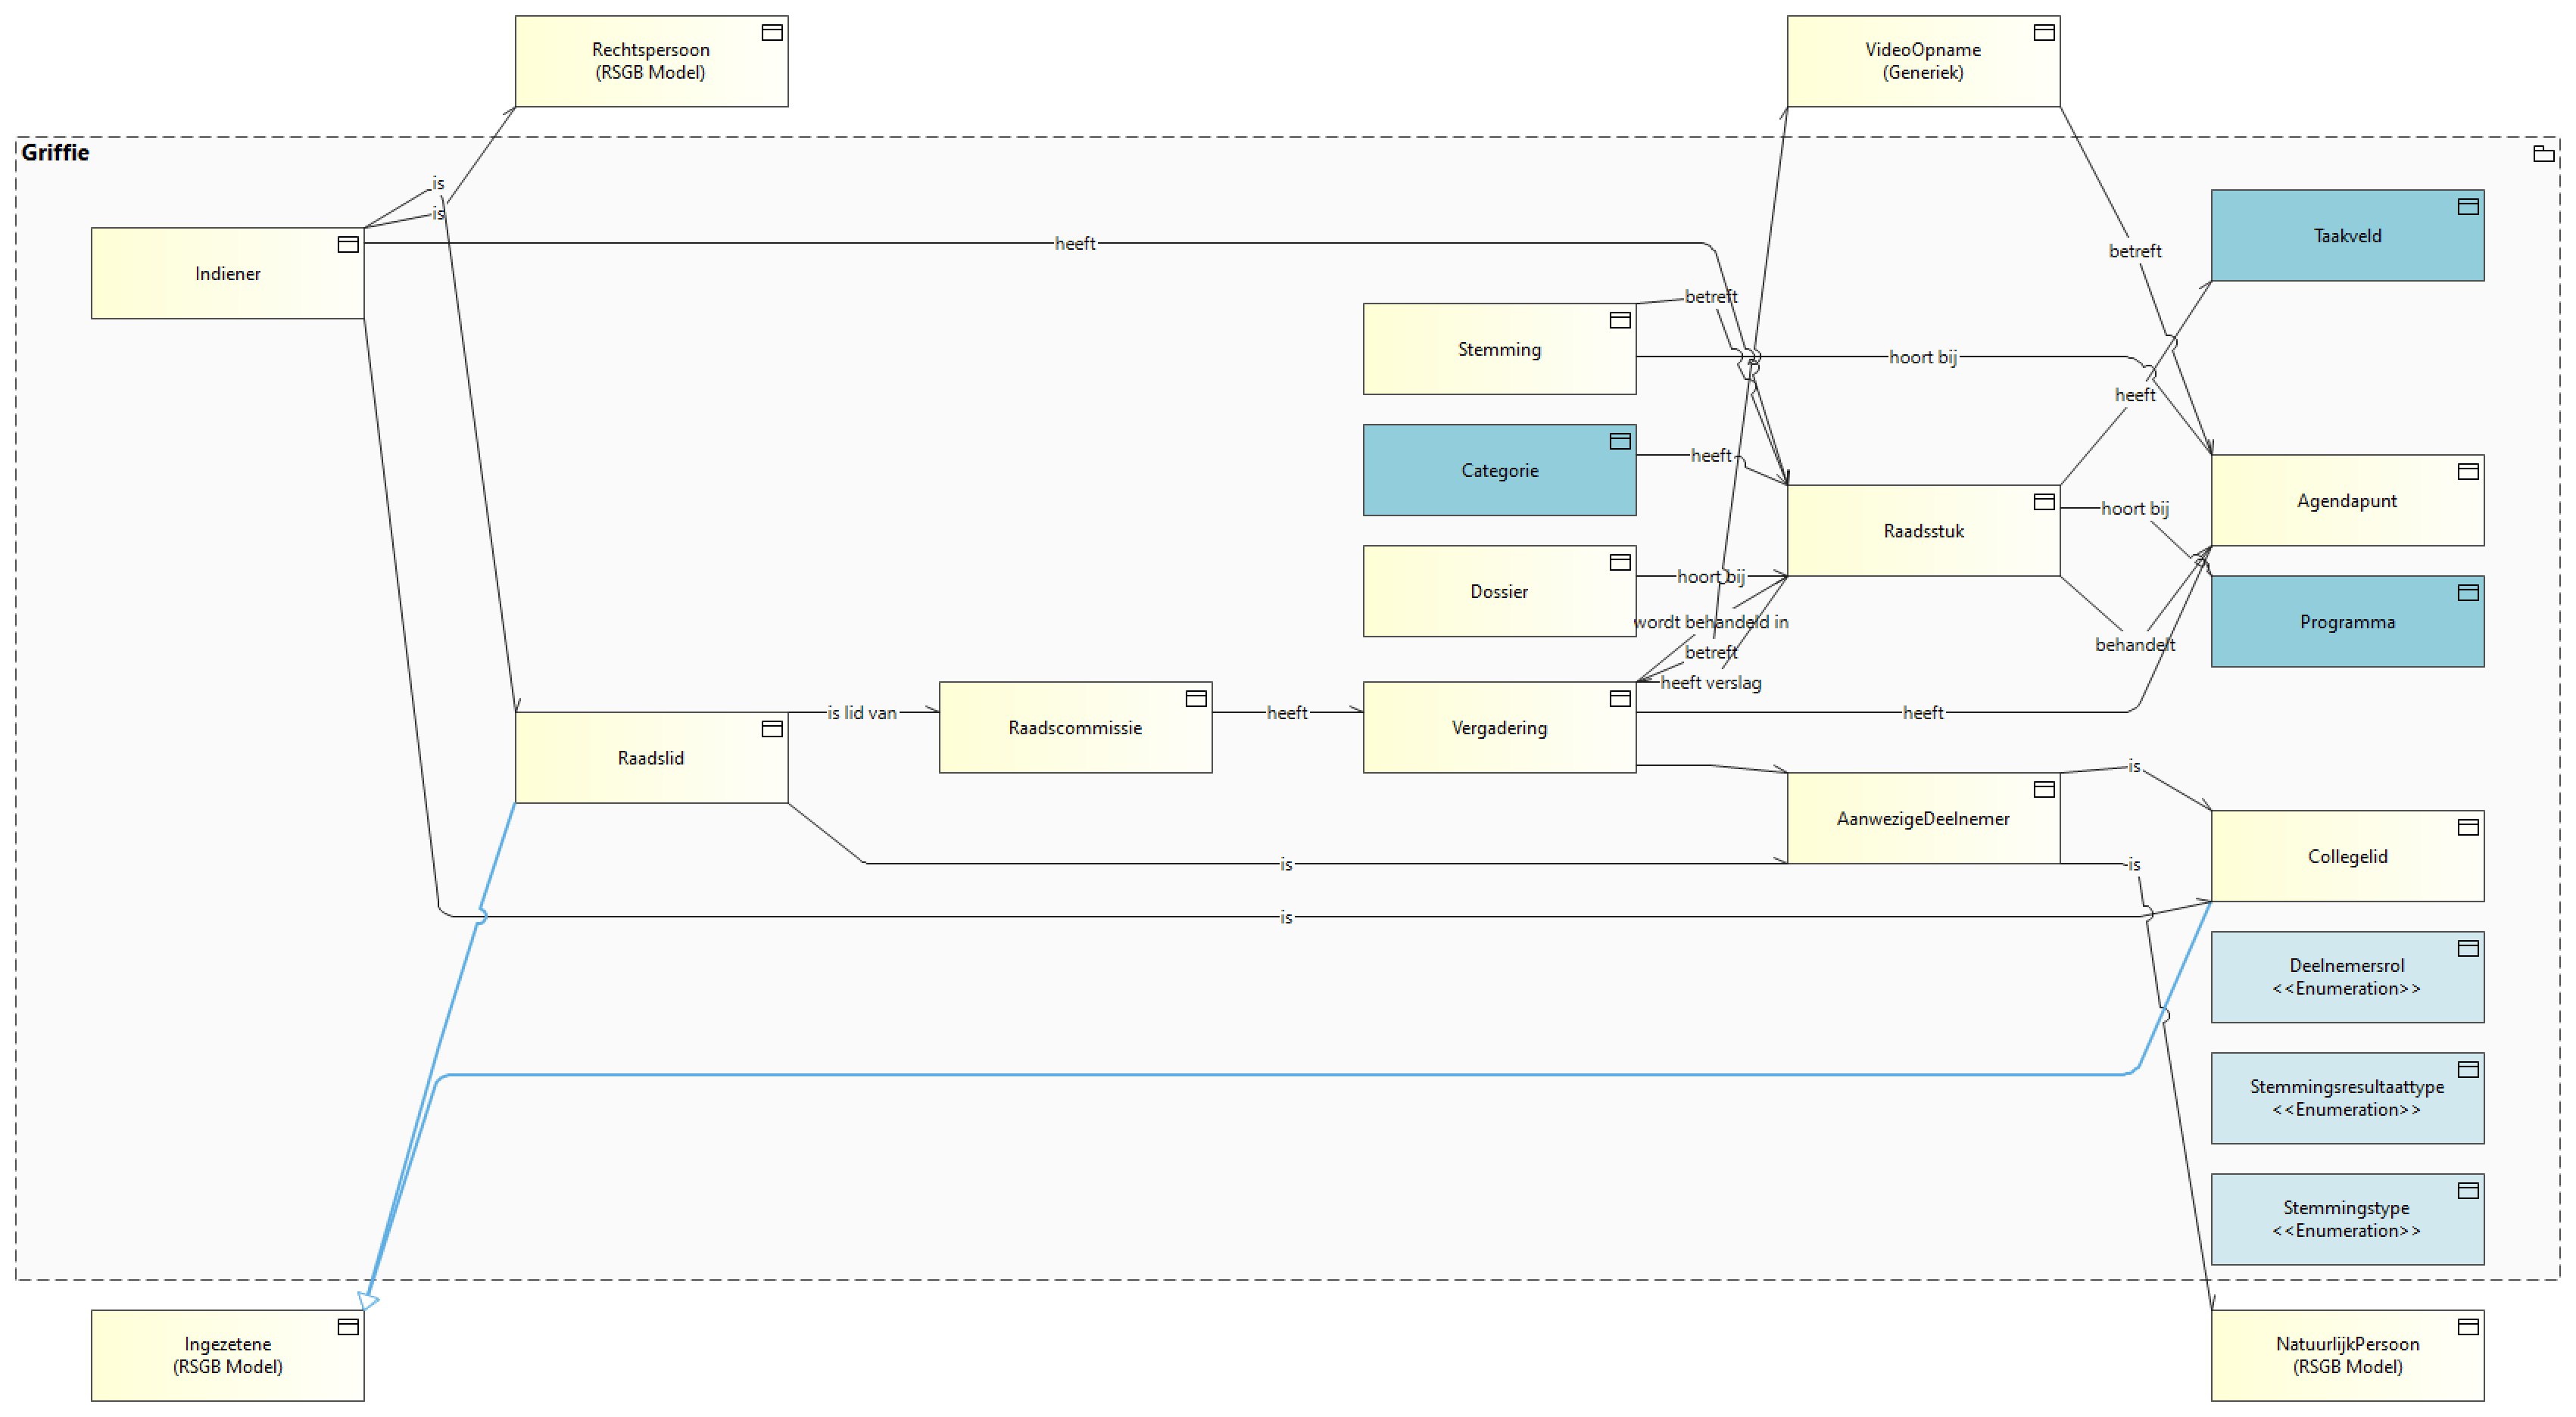 Rechtspersoon
(RSGB Model)
VideoOpname
(Generiek)
Griffie
is
is
Taakveld
heeft
betreft
Indiener
betreft
Stemming
hoort bij
heeft
heeft
Categorie
Agendapunt
hoort bij
Raadsstuk
hoort bij
Dossier
wordt behandeld in
Programma
behandelt
betreft
heeft verslag
is lid van
heeft
heeft
Raadscommissie
Vergadering
Raadslid
is
AanwezigeDeelnemer
Collegelid
is
is
is
Deelnemersrol
<<Enumeration>>
Stemmingsresultaattype
<<Enumeration>>
Stemmingstype
<<Enumeration>>
Ingezetene
(RSGB Model)
NatuurlijkPersoon
(RSGB Model)